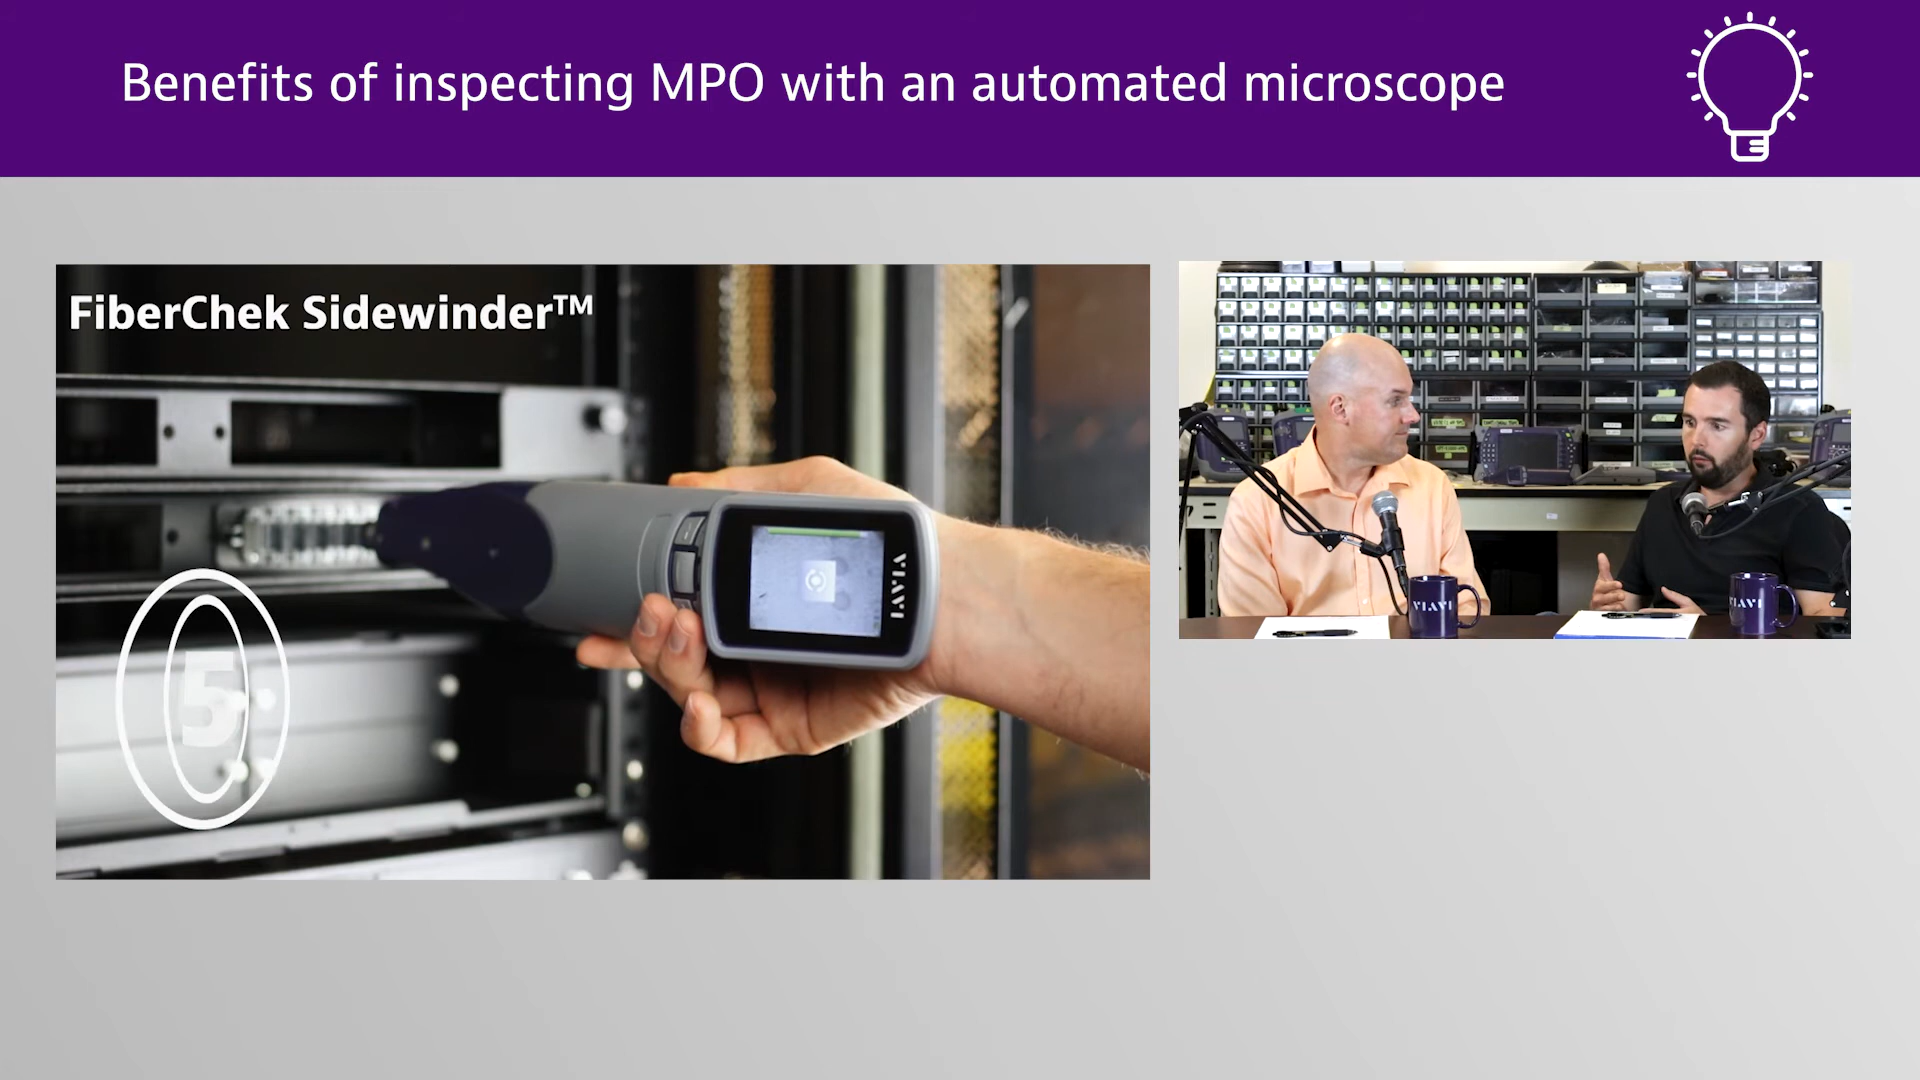 Benefits of inspecting MPO with an automated microscope
FiberChek Sidewinder™
5
VIAVI
VIAVI
VIAVI